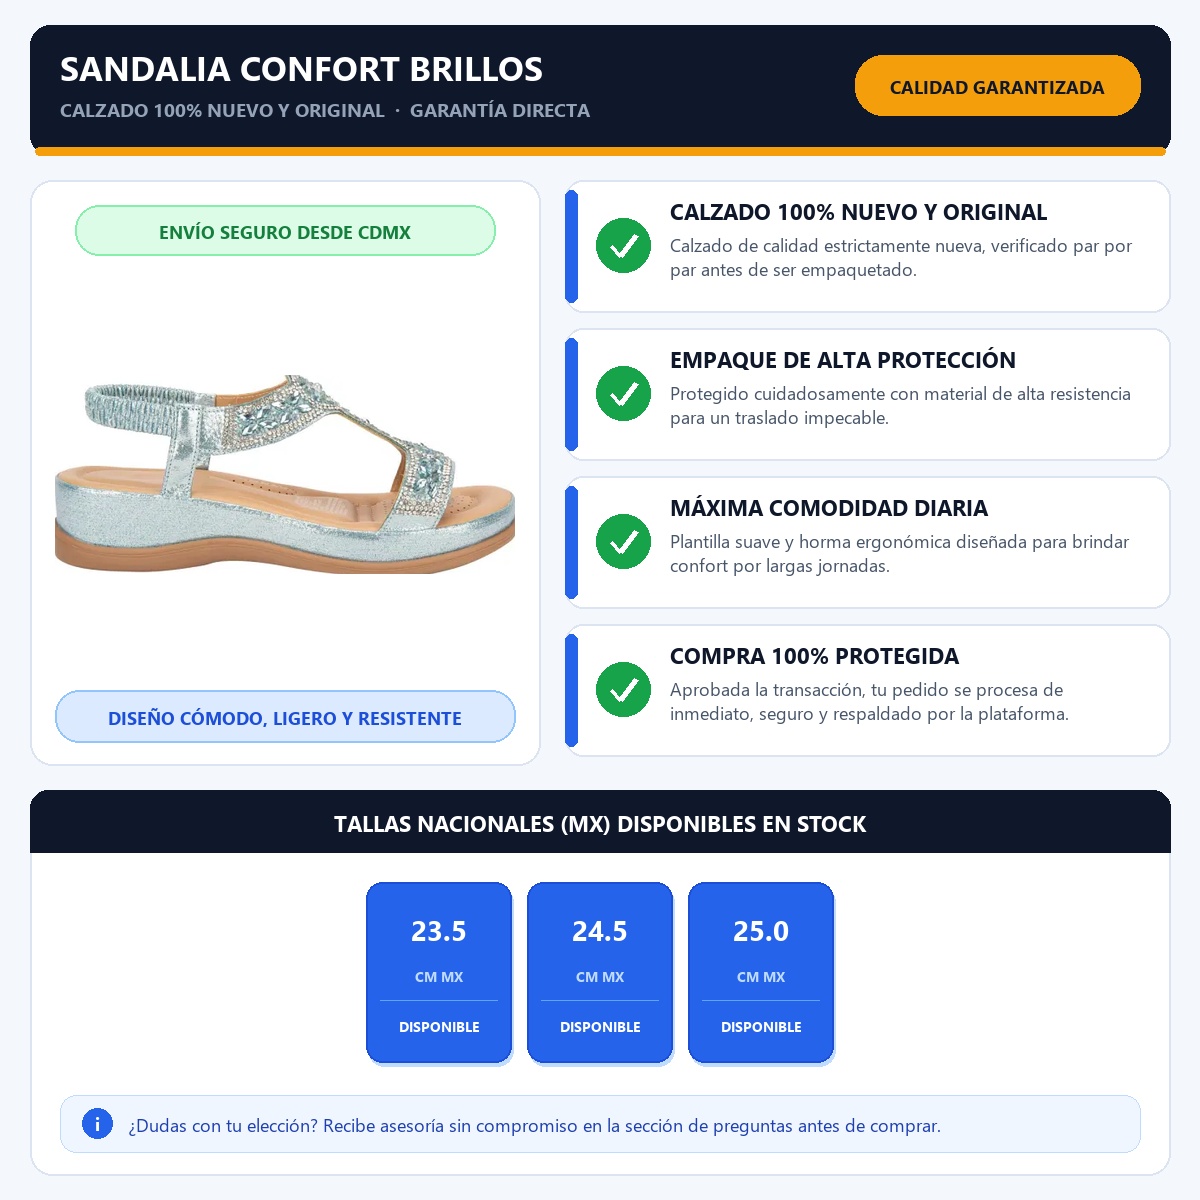 SANDALIA CONFORT BRILLOS
CALZADO 100% NUEVO Y ORIGINAL · GARANTÍA DIRECTA
CALIDAD GARANTIZADA
ENVÍO SEGURO DESDE CDMX
DISEÑO CÓMODO, LIGERO Y RESISTENTE
CALZADO 100% NUEVO Y ORIGINAL
Calzado de calidad estrictamente nueva, verificado par por
par antes de ser empaquetado.
EMPAQUE DE ALTA PROTECCIÓN
Protegido cuidadosamente con material de alta resistencia
para un traslado impecable.
MÁXIMA COMODIDAD DIARIA
Plantilla suave y horma ergonómica diseñada para brindar
confort por largas jornadas.
COMPRA 100% PROTEGIDA
Aprobada la transacción, tu pedido se procesa de
inmediato, seguro y respaldado por la plataforma.
TALLAS NACIONALES (MX) DISPONIBLES EN STOCK
23.5
CM MX
DISPONIBLE
24.5
CM MX
DISPONIBLE
25.0
CM MX
DISPONIBLE
¿Dudas con tu elección? Recibe asesoría sin compromiso en la sección de preguntas antes de comprar.